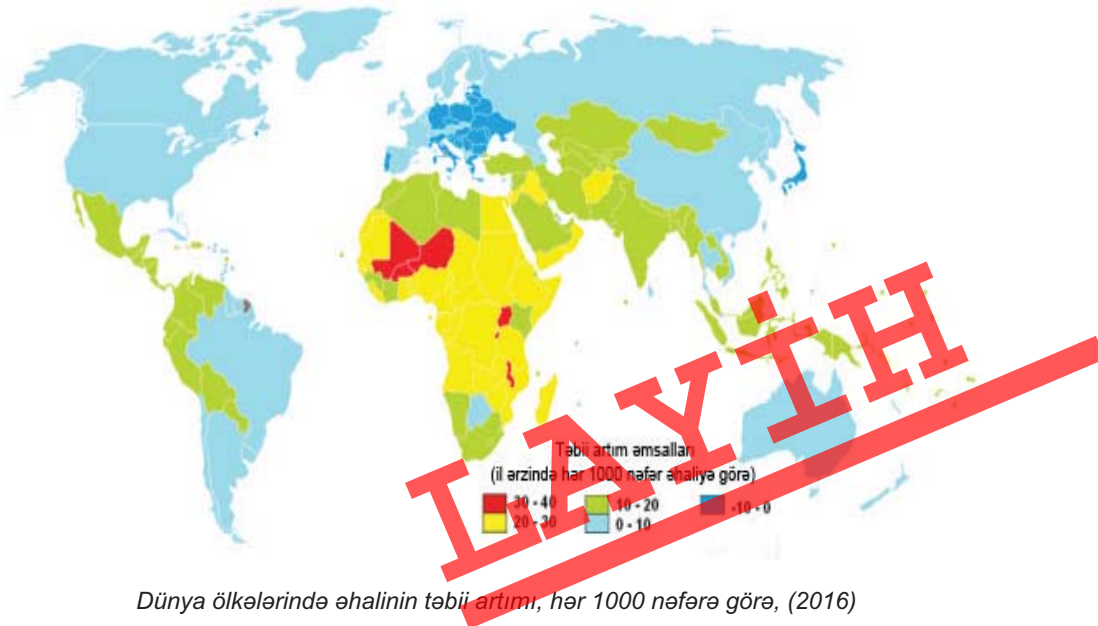 LAYİH
Təbii artım əmsalları
(il ərzində hər 1000 nəfər əhaliyə görə)
30 - 40
10 - 20
-10 - 0
20 - 30
0 - 10
Dünya ölkələrində əhalinin təbii artımı, hər 1000 nəfərə görə, (2016)